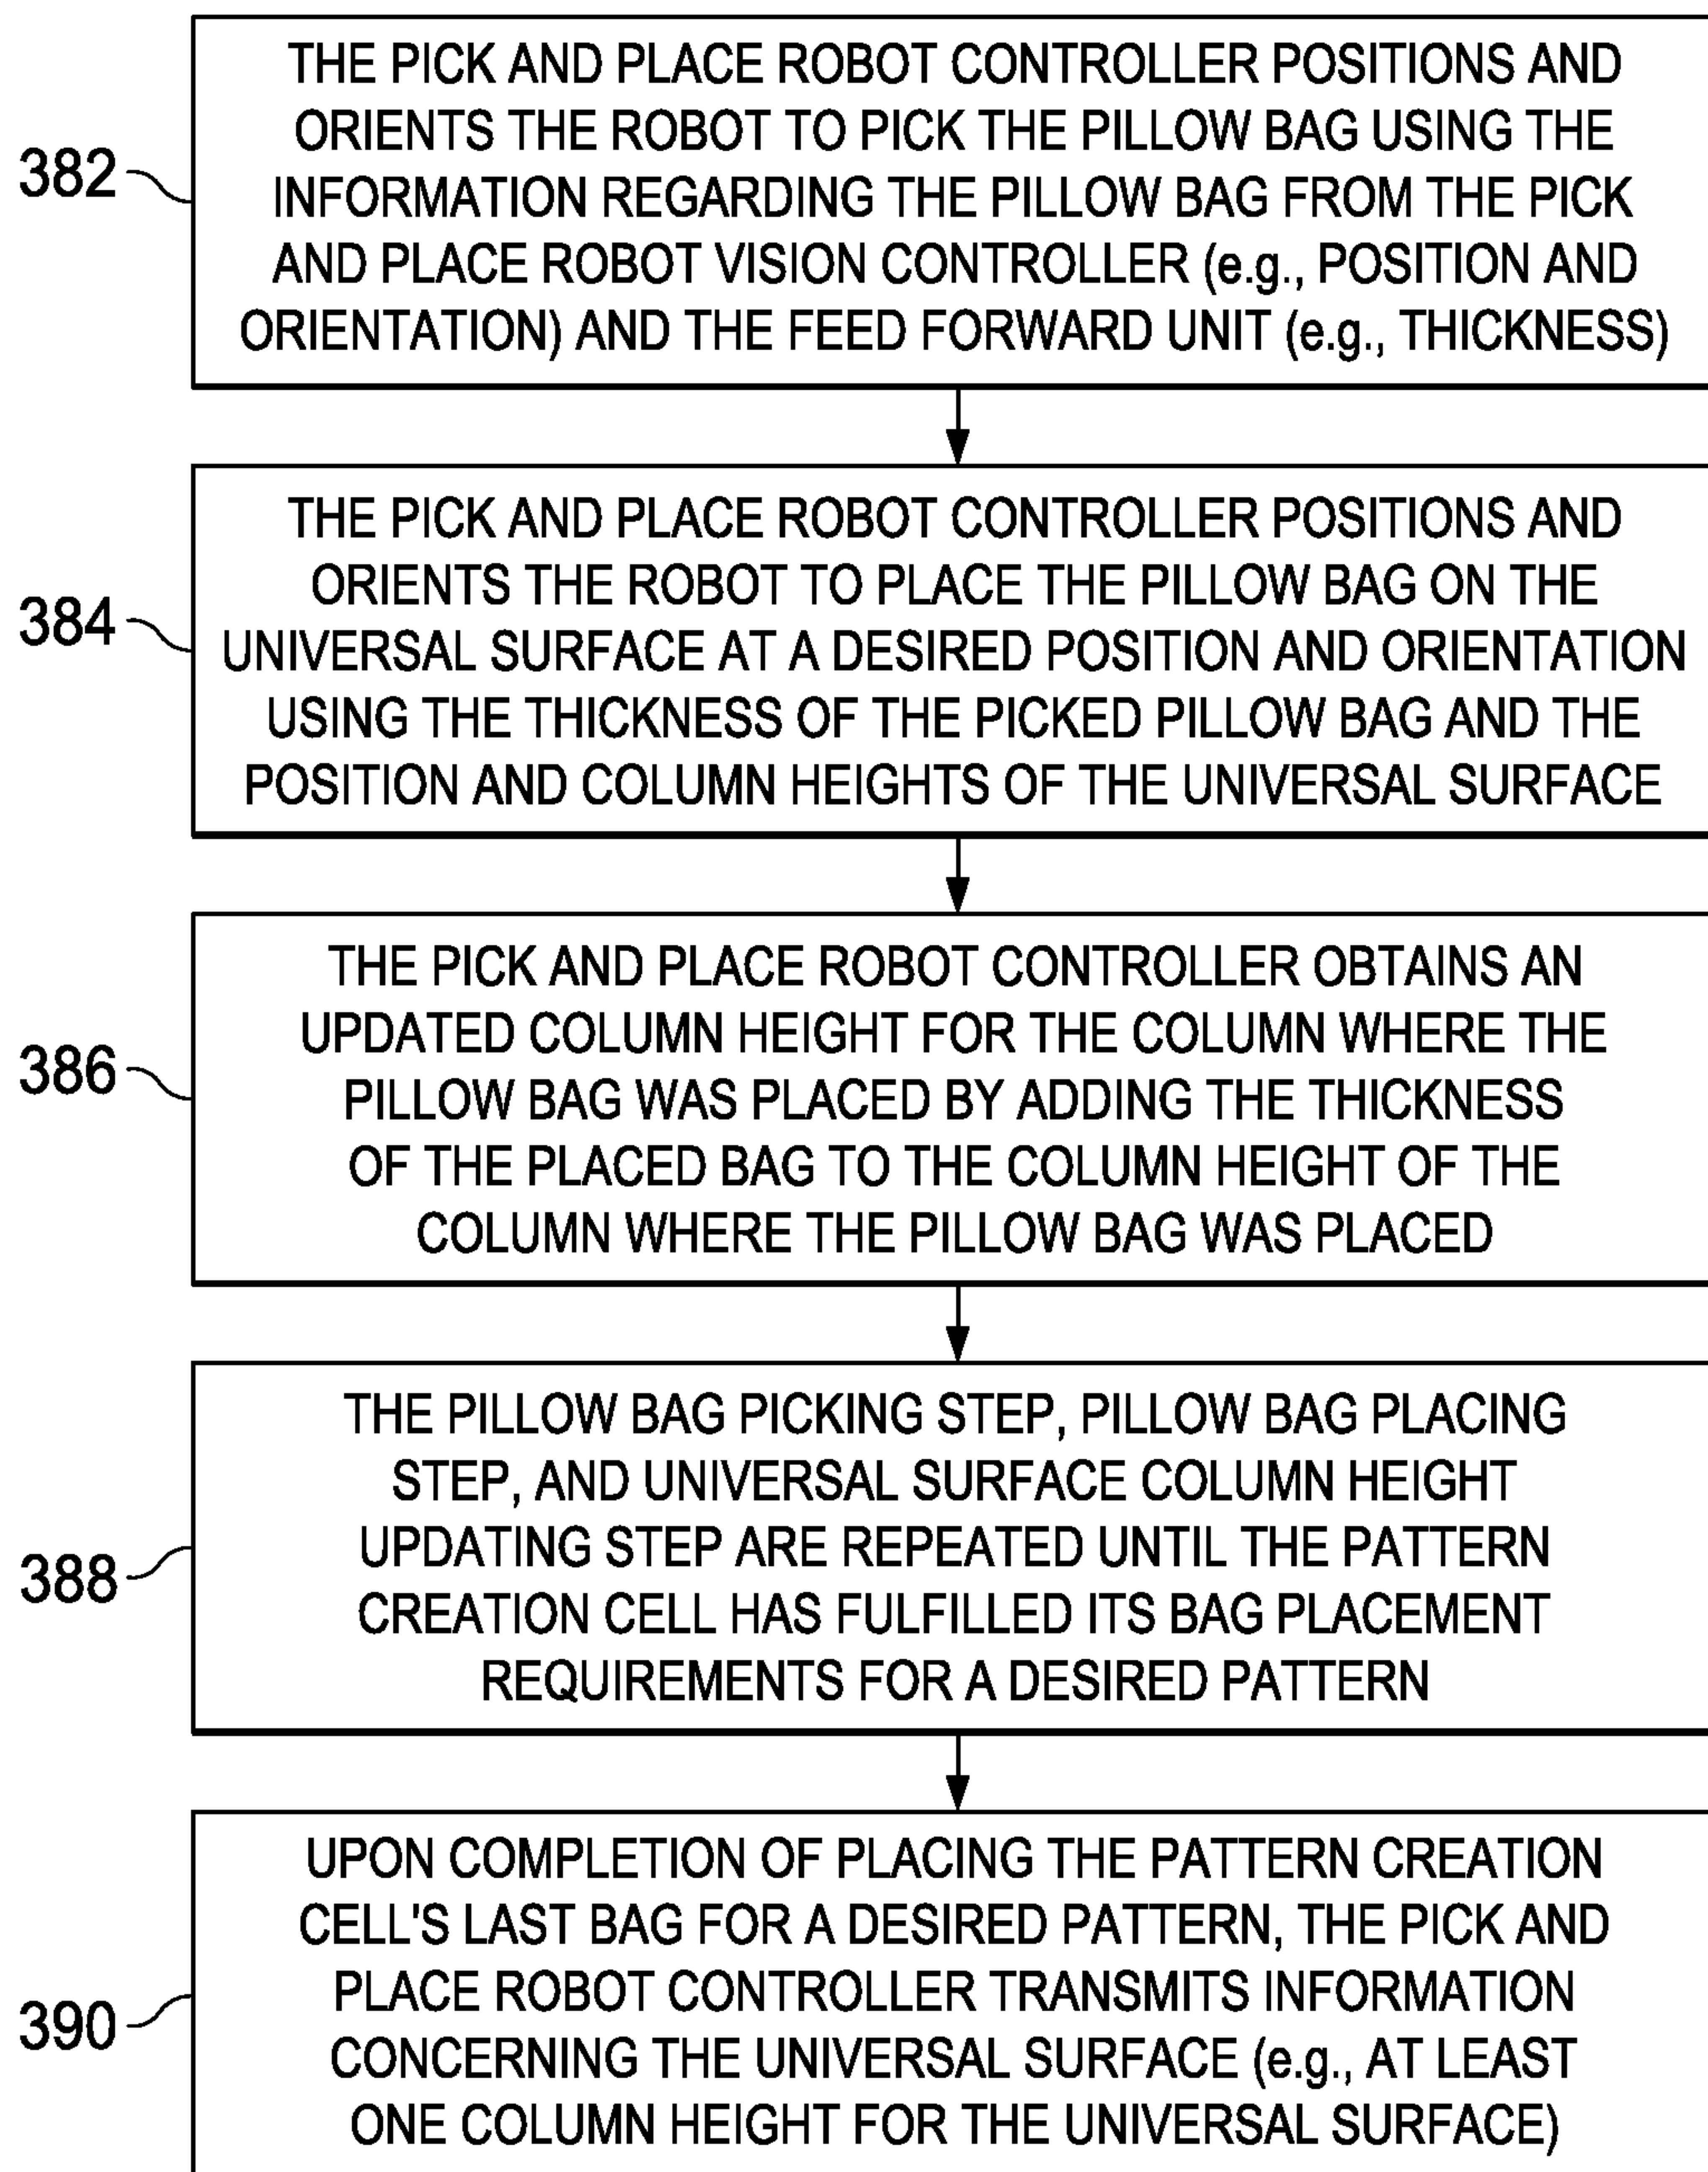 THE PICK AND PLACE ROBOT CONTROLLER POSITIONS AND
ORIENTS THE ROBOT TO PICK THE PILLOW BAG USING THE
382
INFORMATION REGARDING THE PILLOW BAG FROM THE PICK
AND PLACE ROBOT VISION CONTROLLER (e.g., POSITION AND
ORIENTATION) AND THE FEED FORWARD UNIT (e.g., THICKNESS)
THE PICK AND PLACE ROBOT CONTROLLER POSITIONS AND
ORIENTS THE ROBOT TO PLACE THE PILLOW BAG ON THE
384
UNIVERSAL SURFACE AT A DESIRED POSITION AND ORIENTATION
USING THE THICKNESS OF THE PICKED PILLOW BAG AND THE
POSITION AND COLUMN HEIGHTS OF THE UNIVERSAL SURFACE
THE PICK AND PLACE ROBOT CONTROLLER OBTAINS AN
UPDATED COLUMN HEIGHT FOR THE COLUMN WHERE THE
386
PILLOW BAG WAS PLACED BY ADDING THE THICKNESS
OF THE PLACED BAG TO THE COLUMN HEIGHT OF THE
COLUMN WHERE THE PILLOW BAG WAS PLACED
THE PILLOW BAG PICKING STEP, PILLOW BAG PLACING
STEP, AND UNIVERSAL SURFACE COLUMN HEIGHT
UPDATING STEP ARE REPEATED UNTIL THE PATTERN
388
CREATION CELL HAS FULFILLED ITS BAG PLACEMENT
REQUIREMENTS FOR A DESIRED PATTERN
UPON COMPLETION OF PLACING THE PATTERN CREATION
CELL'S LAST BAG FOR A DESIRED PATTERN, THE PICK AND
PLACE ROBOT CONTROLLER TRANSMITS INFORMATION
390
CONCERNING THE UNIVERSAL SURFACE (e.g., AT LEAST
ONE COLUMN HEIGHT FOR THE UNIVERSAL SURFACE)